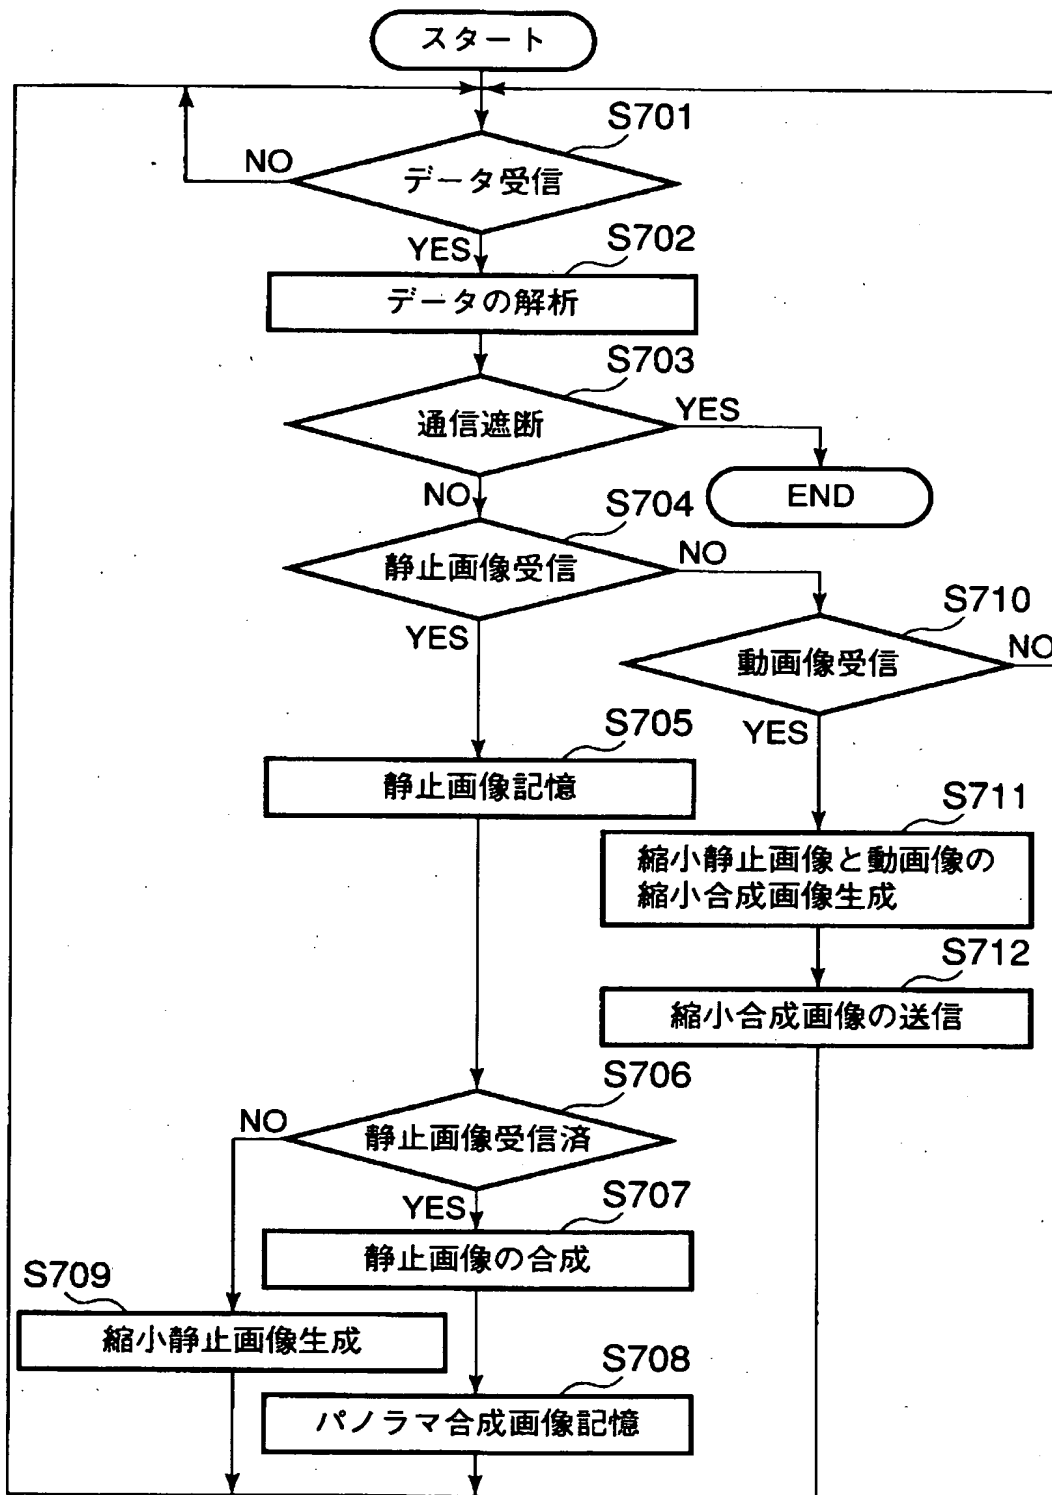 スタート
S701
データ受信
NO
YES
S702
データの解析
S703
通信遮断
YES
NO
END
S704
静止画像受信
NO
YES
S710
動画像受信
NO
YES
S705
静止画像記憶
S711
縮小静止画像と動画像の
縮小合成画像生成
S712
縮小合成画像の送信
S706
静止画像受信済
NO
YES
S707
静止画像の合成
S709
縮小静止画像生成
S708
パノラマ合成画像記憶